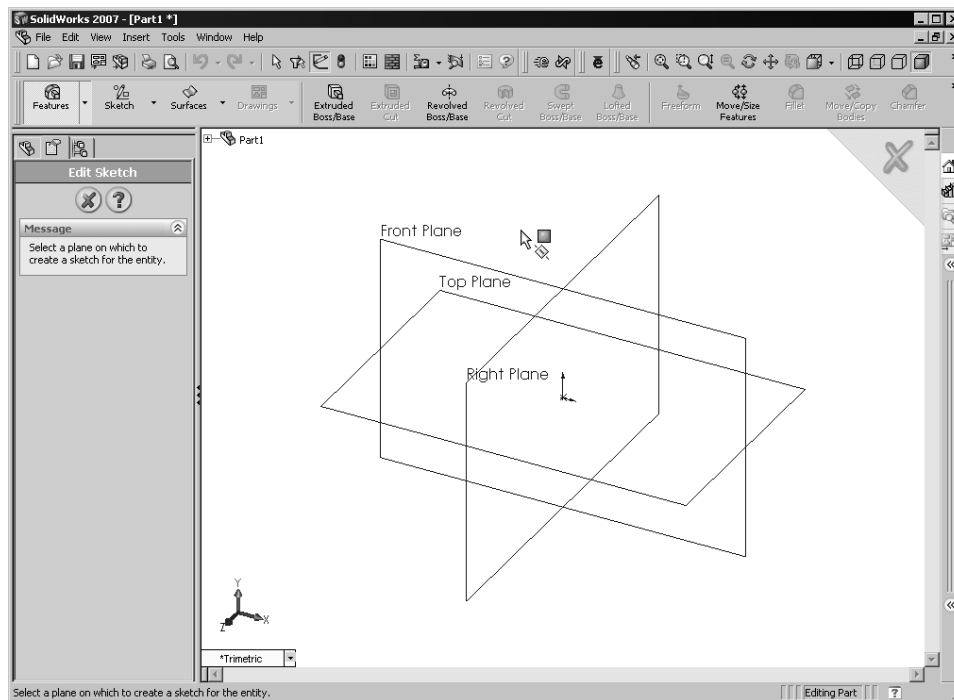 SolidWorks 2007 - [Part1 *]
File Edit View Insert Tools Window Help
Features Sketch Surfaces Drawings Extruded Boss/Base Extruded Cut Revolved Boss/Base Revolved Cut Swept Boss/Base Lofted Boss/Base Freeform Move/Size Features Fillet Move/Copy Bodies Chamfer
Part1
Edit Sketch
Message
Select a plane on which to
create a sketch for the entity.
Front Plane
Top Plane
Right Plane
Y
X
Z
*Trimetric
Select a plane on which to create a sketch for the entity.
Editing Part